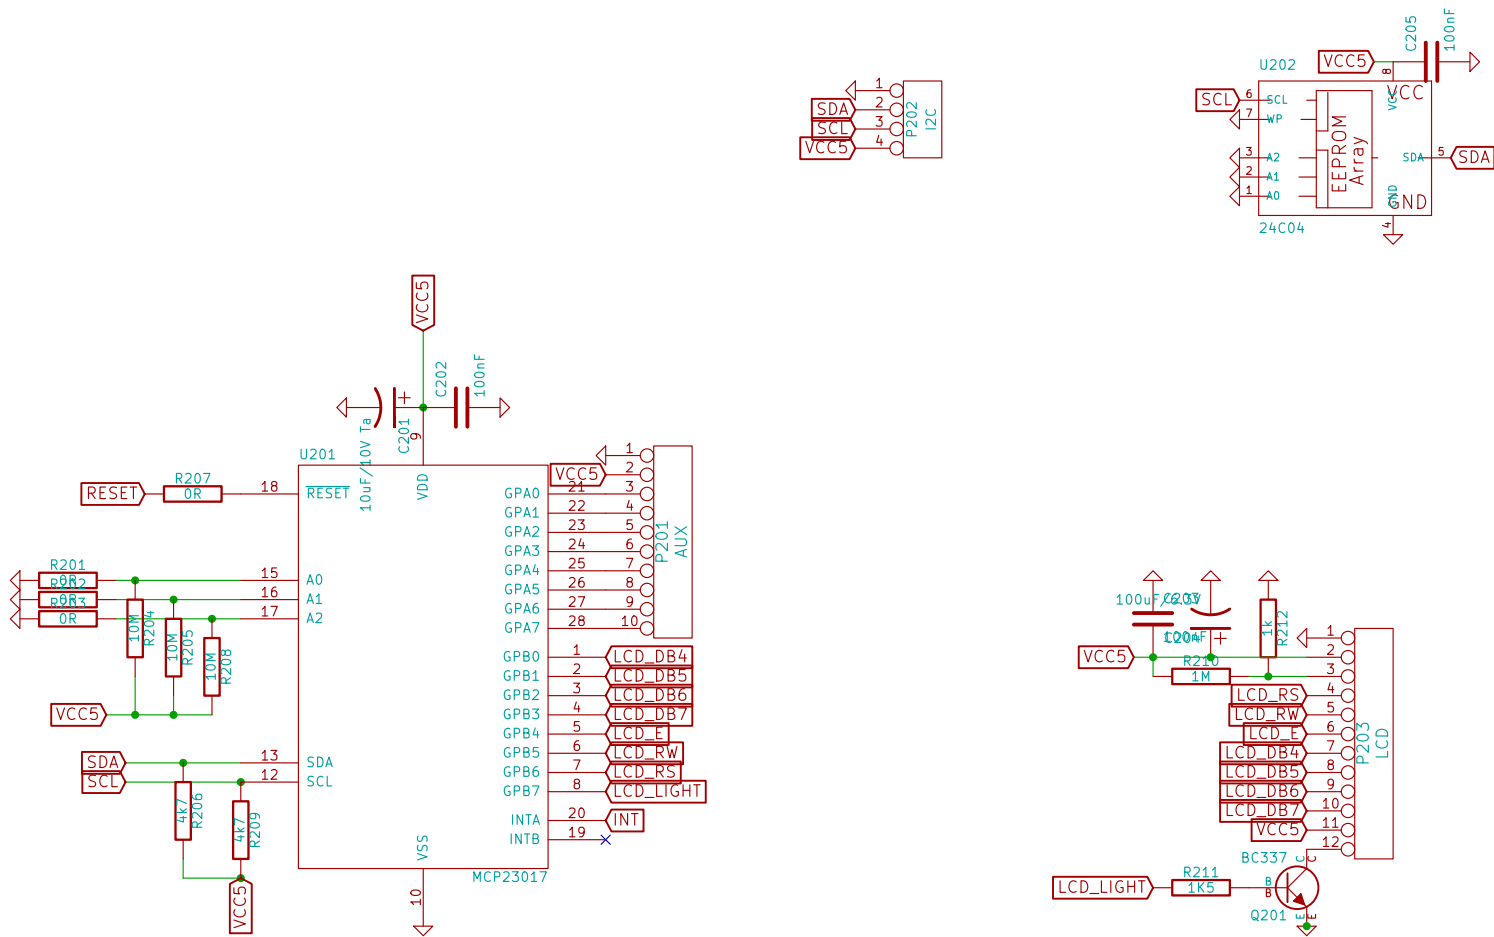 C205
100nF
VCC5
U202
8
VCC
VCC
SCL
6
SCL
7
WP
3
A2
2
A1
1
A0
EEPROM
Array
SDA
5
SDA
GND
GND
4
24C04
1
SDA
2
SCL
3
VCC5
4
P202
I2C
VCC5
C202
100nF
+
C201
10uF/10V Ta
9
U201
VDD
RESET
R207
0R
18
RESET
R201
0R
15
A0
R202
0R
16
A1
R203
0R
17
A2
10M
R204
10M
R205
10M
R208
VCC5
SDA
13
SDA
SCL
12
SCL
4k7
R206
4k7
R209
VCC5
VSS
10
MCP23017
1
VCC5
2
GPA0
21
3
GPA1
22
4
GPA2
23
5
GPA3
24
6
GPA4
25
7
GPA5
26
8
GPA6
27
9
GPA7
28
10
P201
AUX
GPB0
1
LCD_DB4
GPB1
2
LCD_DB5
GPB2
3
LCD_DB6
GPB3
4
LCD_DB7
GPB4
5
LCD_E
GPB5
6
LCD_RW
GPB6
7
LCD_RS
GPB7
8
LCD_LIGHT
INTA
20
INT
INTB
19
100uF/6.3V
C203
C204
100nF
+
1k
R212
VCC5
R210
1M
1
2
3
LCD_RS
4
LCD_RW
5
LCD_E
6
LCD_DB4
7
LCD_DB5
8
LCD_DB6
9
LCD_DB7
10
VCC5
11
12
P203
LCD
BC337
C
C
LCD_LIGHT
R211
1K5
B
B
Q201
E
E